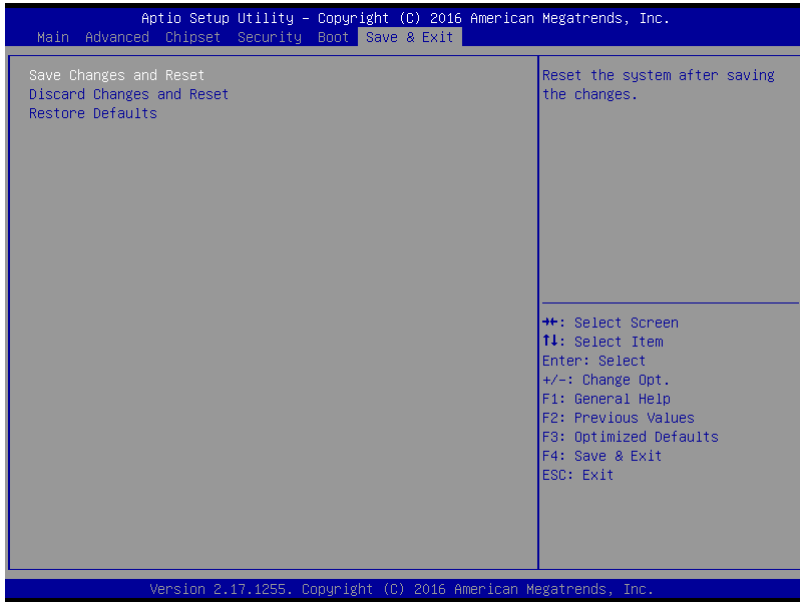 Aptio Setup Utility – Copyright (C) 2016 American Megatrends, Inc.
Main Advanced Chipset Security Boot Save & Exit
Save Changes and Reset
Discard Changes and Reset
Restore Defaults
Reset the system after saving
the changes.
→←: Select Screen
↑↓: Select Item
Enter: Select
+/-: Change Opt.
F1: General Help
F2: Previous Values
F3: Optimized Defaults
F4: Save & Exit
ESC: Exit
Version 2.17.1255. Copyright (C) 2016 American Megatrends, Inc.